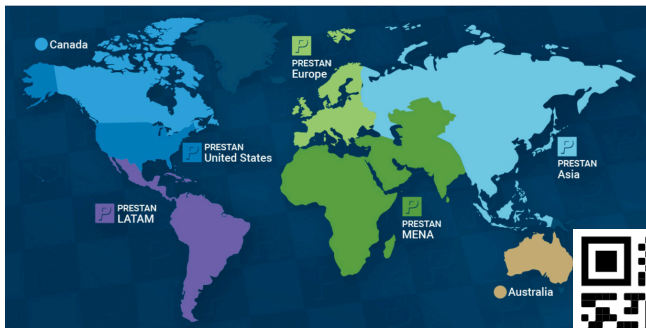 Canada
P PRESTAN
Europe
P PRESTAN
United States
P PRESTAN
Asia
P PRESTAN
LATAM
P PRESTAN
MENA
Australia